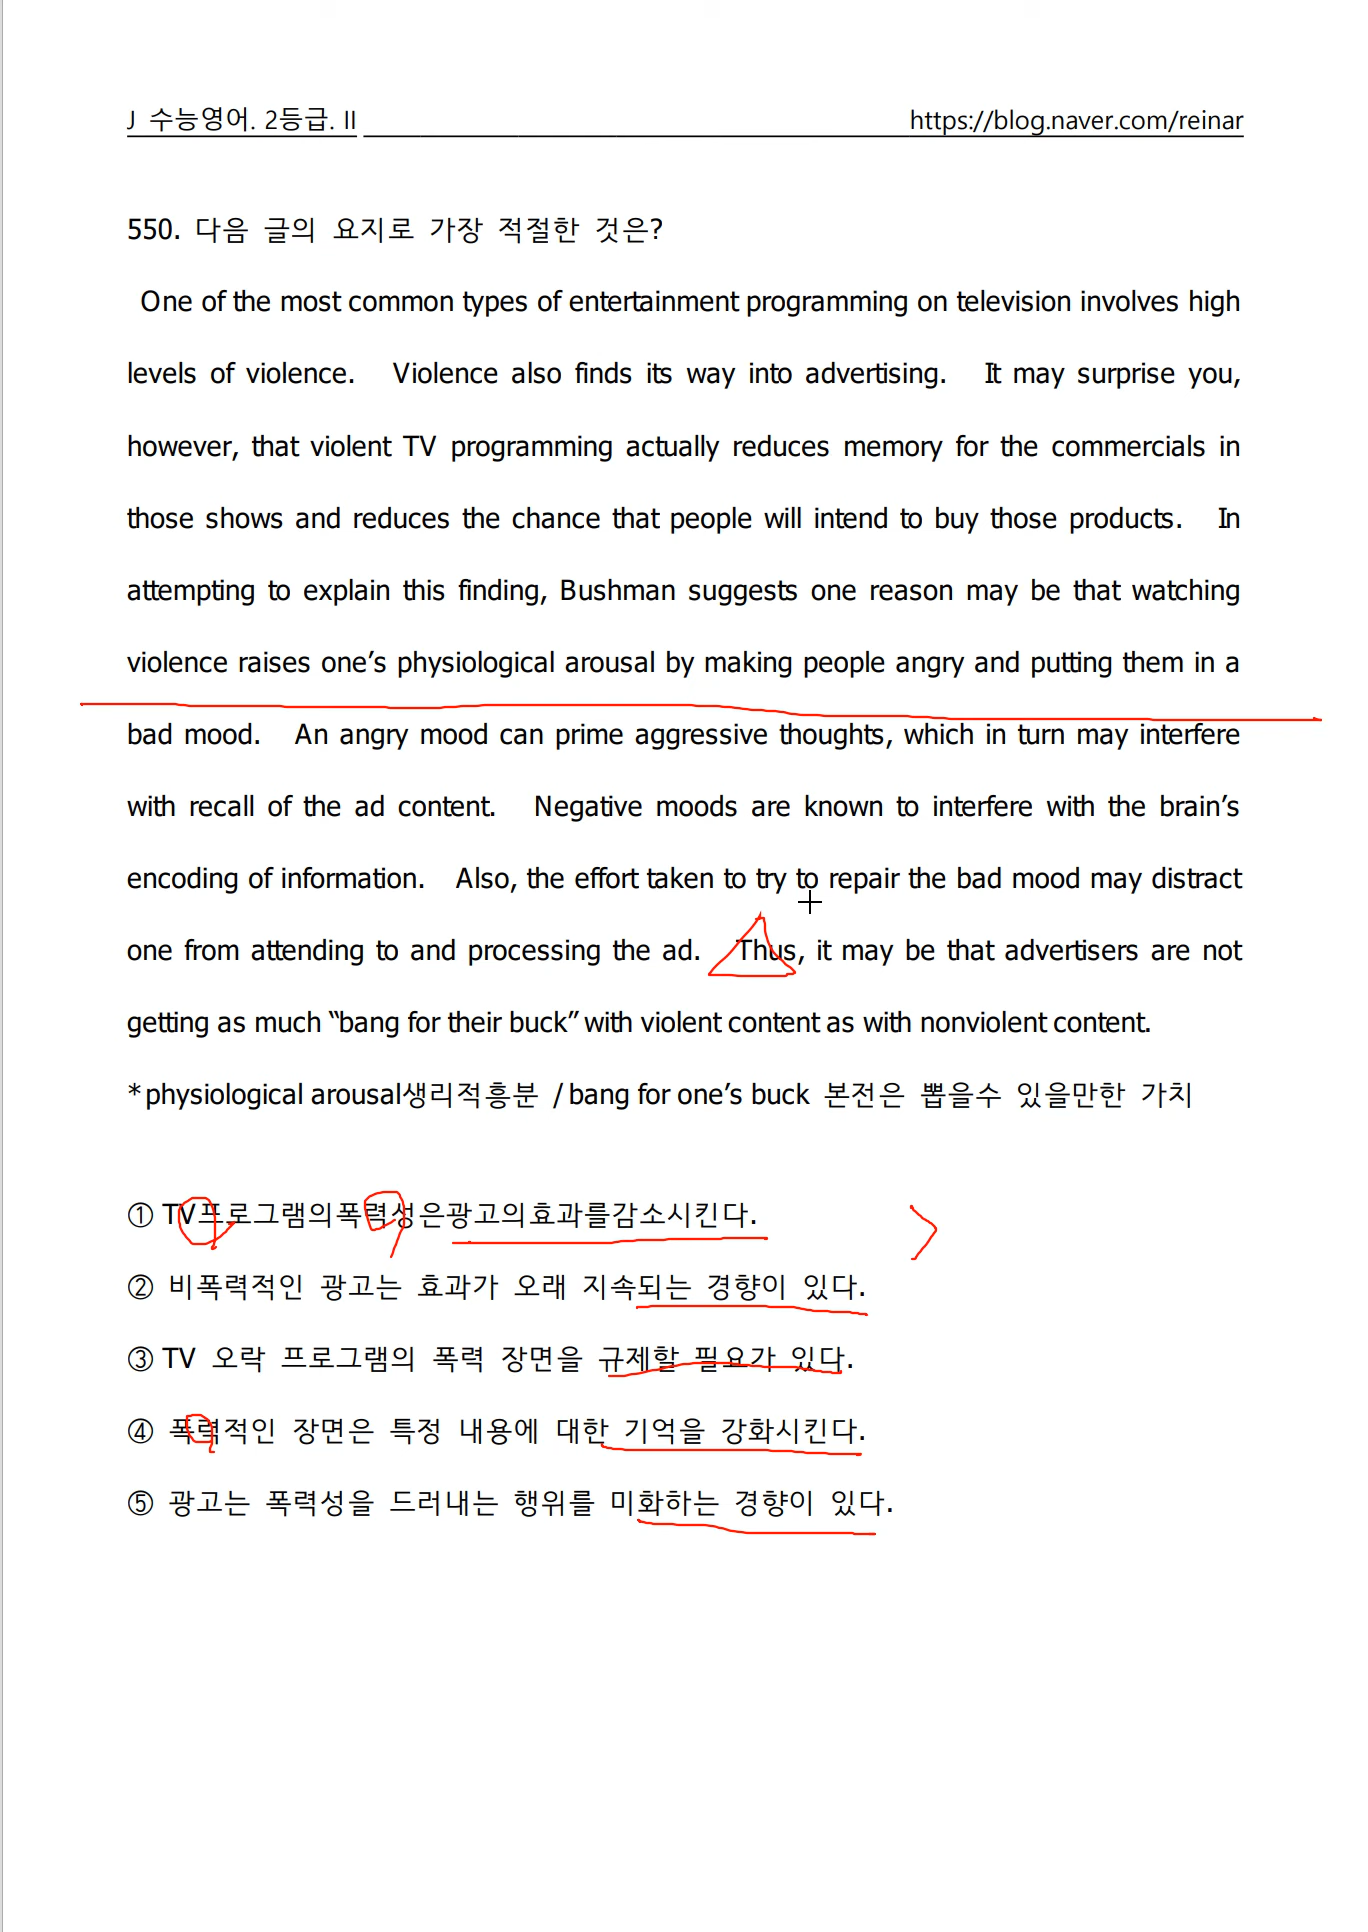 J 수능영어. 2등급. II https://blog.naver.com/reinar
550. 다음 글의 요지로 가장 적절한 것은?
One of the most common types of entertainment programming on television involves high
levels of violence. Violence also finds its way into advertising. It may surprise you,
however, that violent TV programming actually reduces memory for the commercials in
those shows and reduces the chance that people will intend to buy those products. In
attempting to explain this finding, Bushman suggests one reason may be that watching
violence raises one’s physiological arousal by making people angry and putting them in a
bad mood. An angry mood can prime aggressive thoughts, which in turn may interfere
with recall of the ad content. Negative moods are known to interfere with the brain’s
encoding of information. Also, the effort taken to try to repair the bad mood may distract
one from attending to and processing the ad. Thus, it may be that advertisers are not
getting as much “bang for their buck” with violent content as with nonviolent content.
*physiological arousal생리적흥분 / bang for one’s buck 본전은 뽑을수 있을만한 가치
① TV프로그램의폭력성은광고의효과를감소시킨다.
② 비폭력적인 광고는 효과가 오래 지속되는 경향이 있다.
③ TV 오락 프로그램의 폭력 장면을 규제할 필요가 있다.
④ 폭력적인 장면은 특정 내용에 대한 기억을 강화시킨다.
⑤ 광고는 폭력성을 드러내는 행위를 미화하는 경향이 있다.